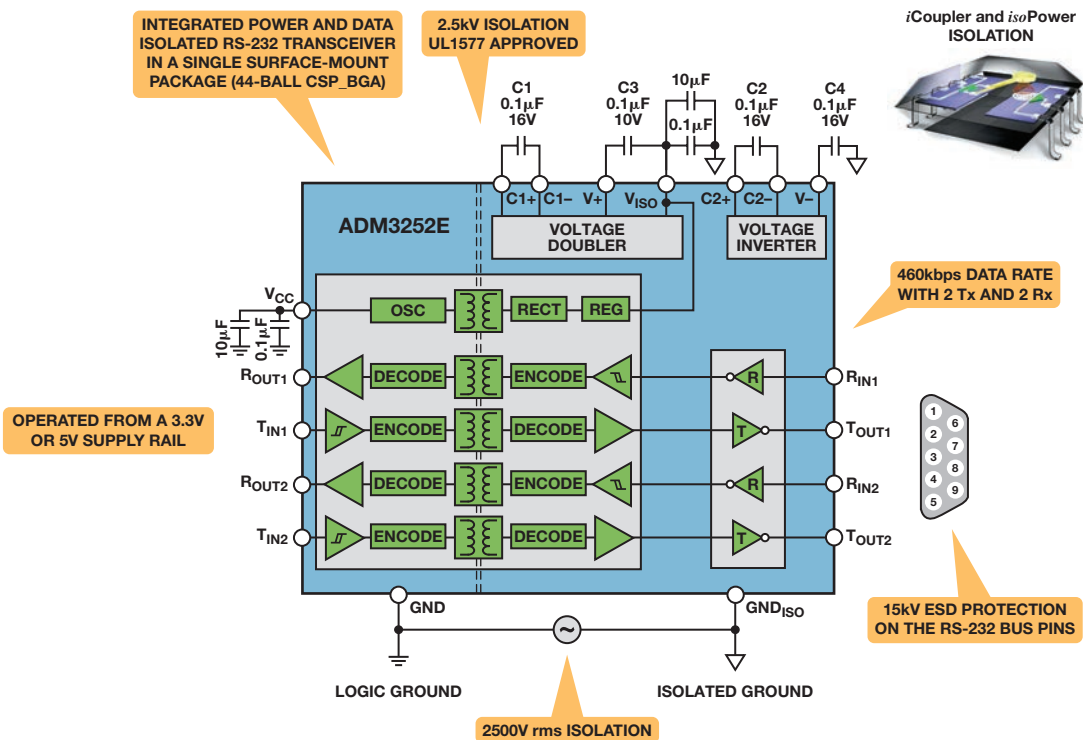 INTEGRATED POWER AND DATA
ISOLATED RS-232 TRANSCEIVER
IN A SINGLE SURFACE-MOUNT
PACKAGE (44-BALL CSP_BGA)
2.5kV ISOLATION
UL1577 APPROVED
iCoupler and isoPower
ISOLATION
C1
0.1µF
16V
C3
0.1µF
10V
10µF
0.1µF
C2
0.1µF
16V
C4
0.1µF
16V
C1+ C1– V+ VISO C2+ C2– V–
ADM3252E
VOLTAGE
DOUBLER
VOLTAGE
INVERTER
460kbps DATA RATE
WITH 2 Tx AND 2 Rx
VCC
10µF
0.1µF
OSC RECT REG
ROUT1 DECODE ENCODE R RIN1
OPERATED FROM A 3.3V
OR 5V SUPPLY RAIL
TIN1 ENCODE DECODE T TOUT1
ROUT2 DECODE ENCODE R RIN2
TIN2 ENCODE DECODE T TOUT2
1
6
2
7
3
8
4
9
5
15kV ESD PROTECTION
ON THE RS-232 BUS PINS
GND GNDISO
~
LOGIC GROUND ISOLATED GROUND
2500V rms ISOLATION